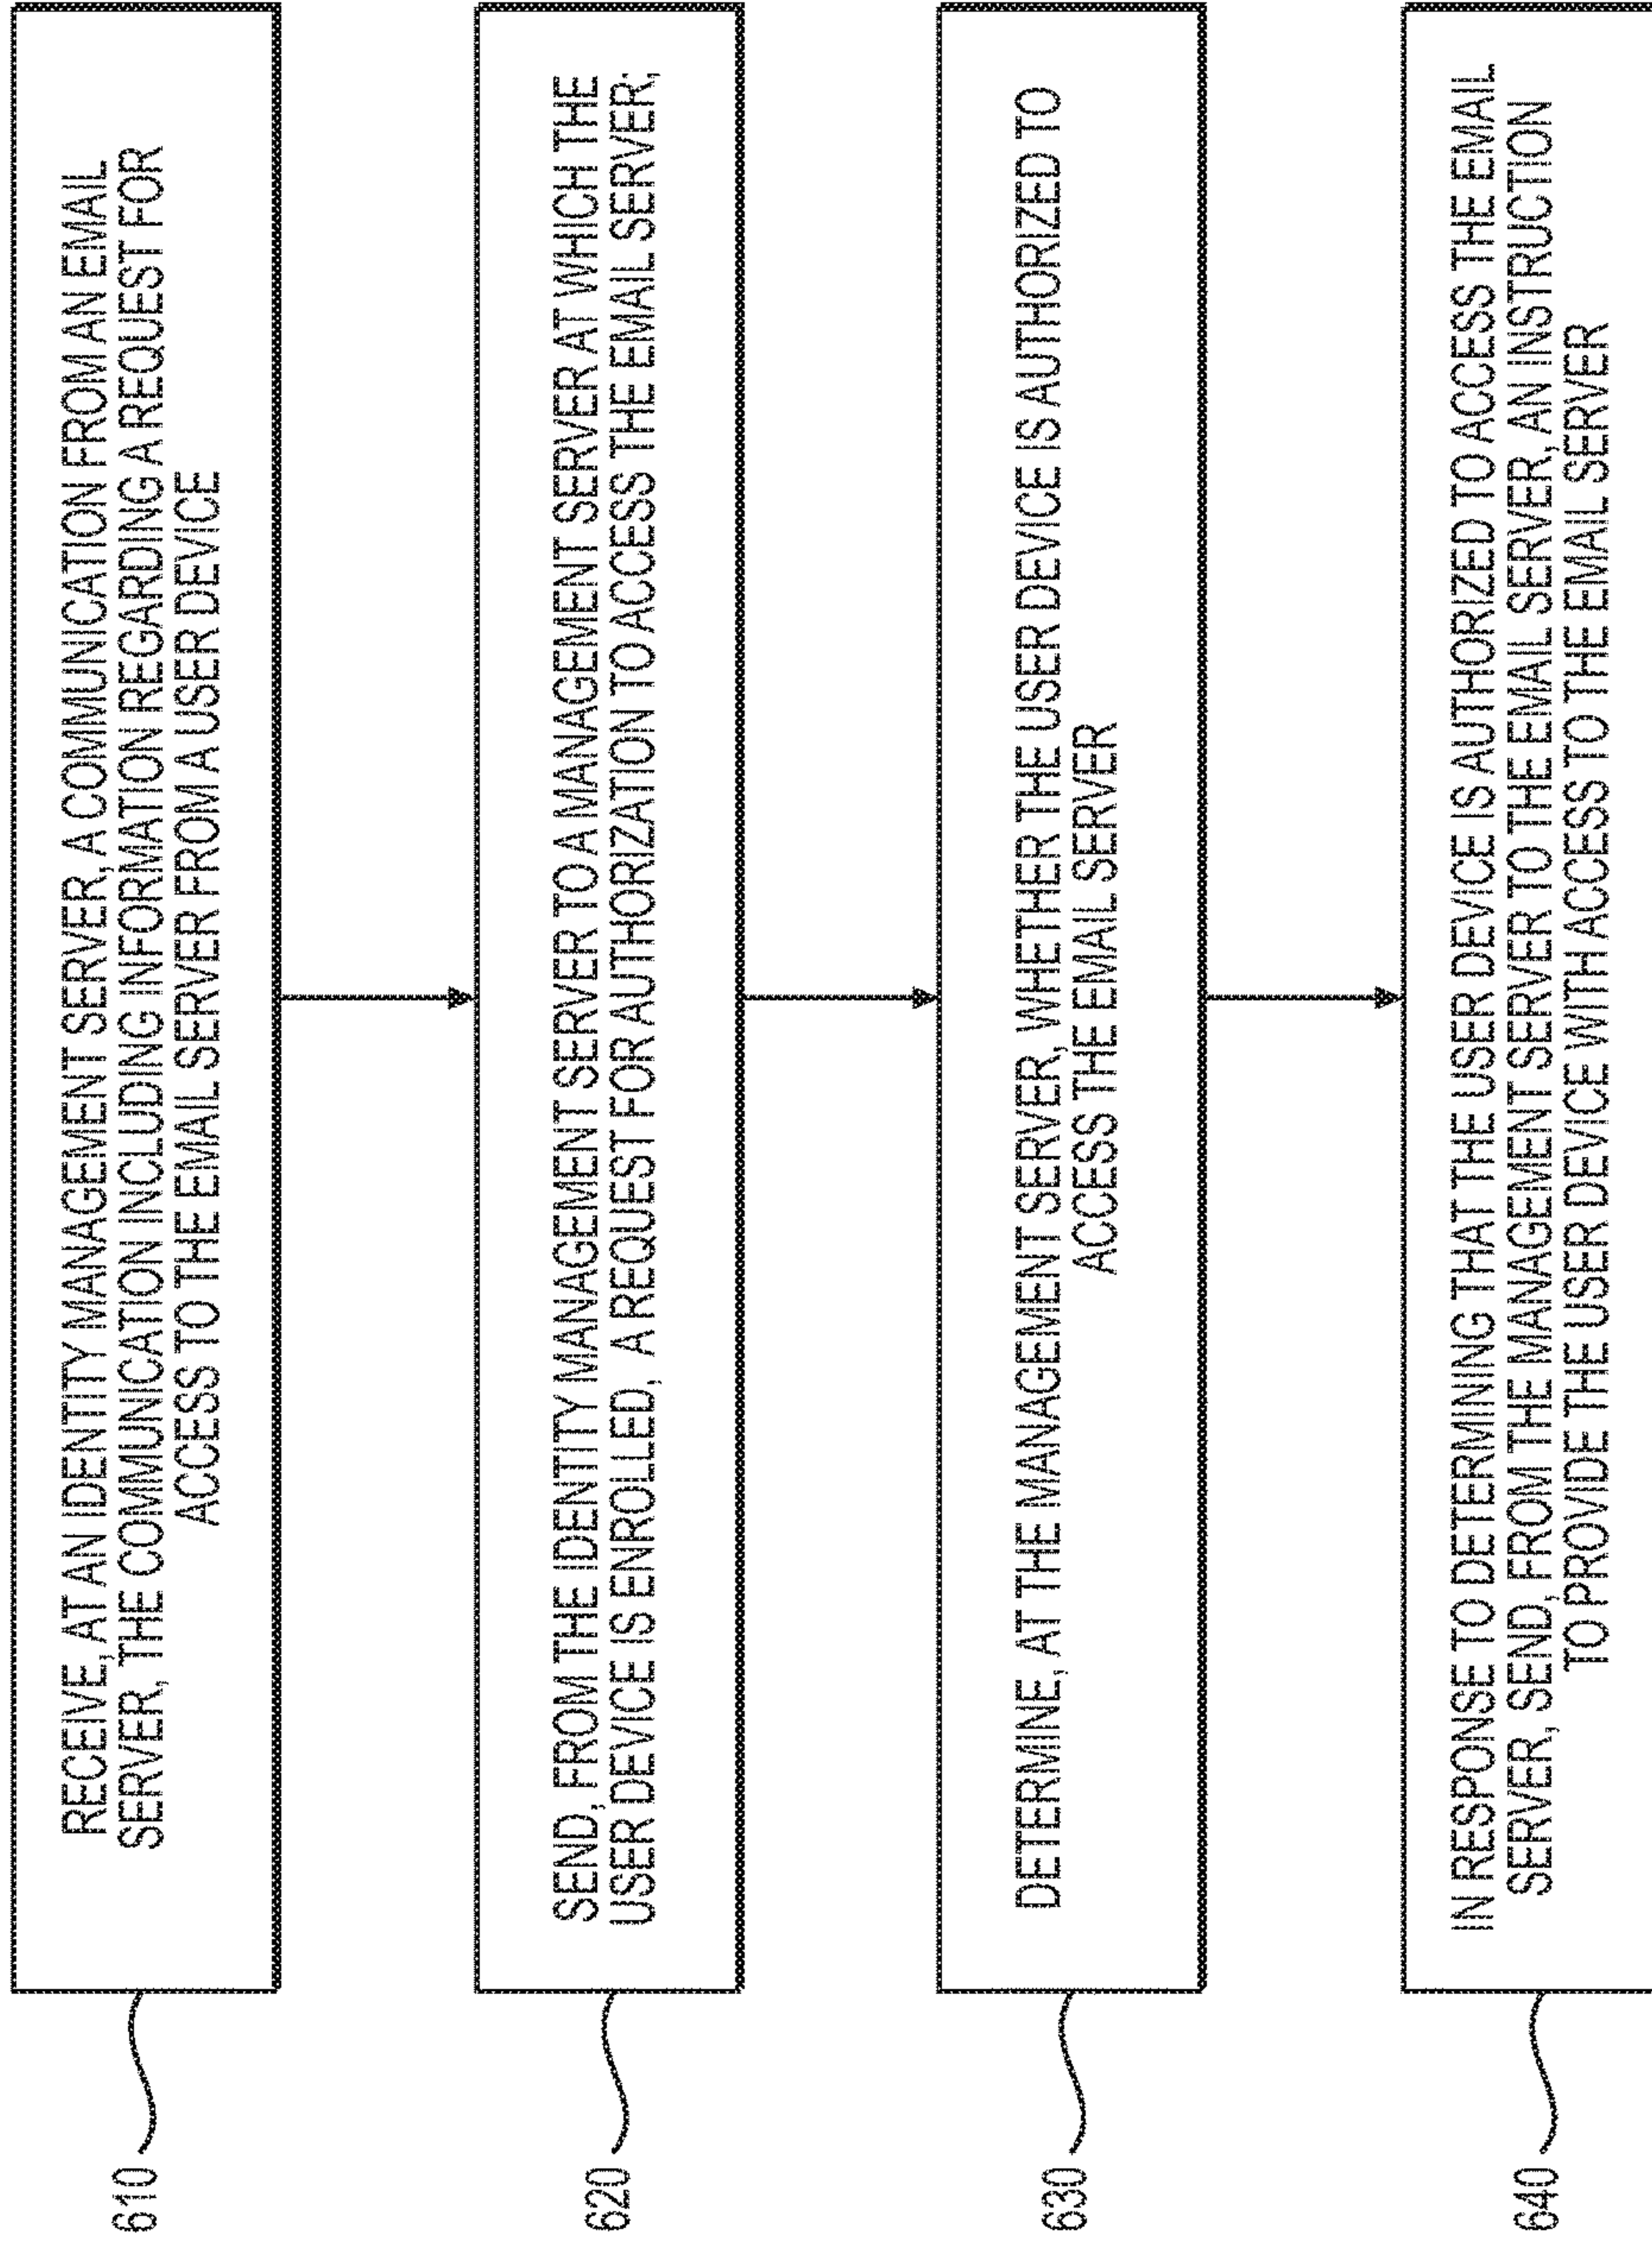 610
RECEIVE, AT AN IDENTITY MANAGEMENT SERVER, A COMMUNICATION FROM AN EMAIL
SERVER, THE COMMUNICATION INCLUDING INFORMATION REGARDING A REQUEST FOR
ACCESS TO THE EMAIL SERVER FROM A USER DEVICE
620
SEND, FROM THE IDENTITY MANAGEMENT SERVER TO A MANAGEMENT SERVER AT WHICH THE
USER DEVICE IS ENROLLED, A REQUEST FOR AUTHORIZATION TO ACCESS THE EMAIL SERVER;
630
DETERMINE, AT THE MANAGEMENT SERVER, WHETHER THE USER DEVICE IS AUTHORIZED TO
ACCESS THE EMAIL SERVER
640
IN RESPONSE TO DETERMINING THAT THE USER DEVICE IS AUTHORIZED TO ACCESS THE EMAIL
SERVER, SEND, FROM THE MANAGEMENT SERVER TO THE EMAIL SERVER, AN INSTRUCTION
TO PROVIDE THE USER DEVICE WITH ACCESS TO THE EMAIL SERVER